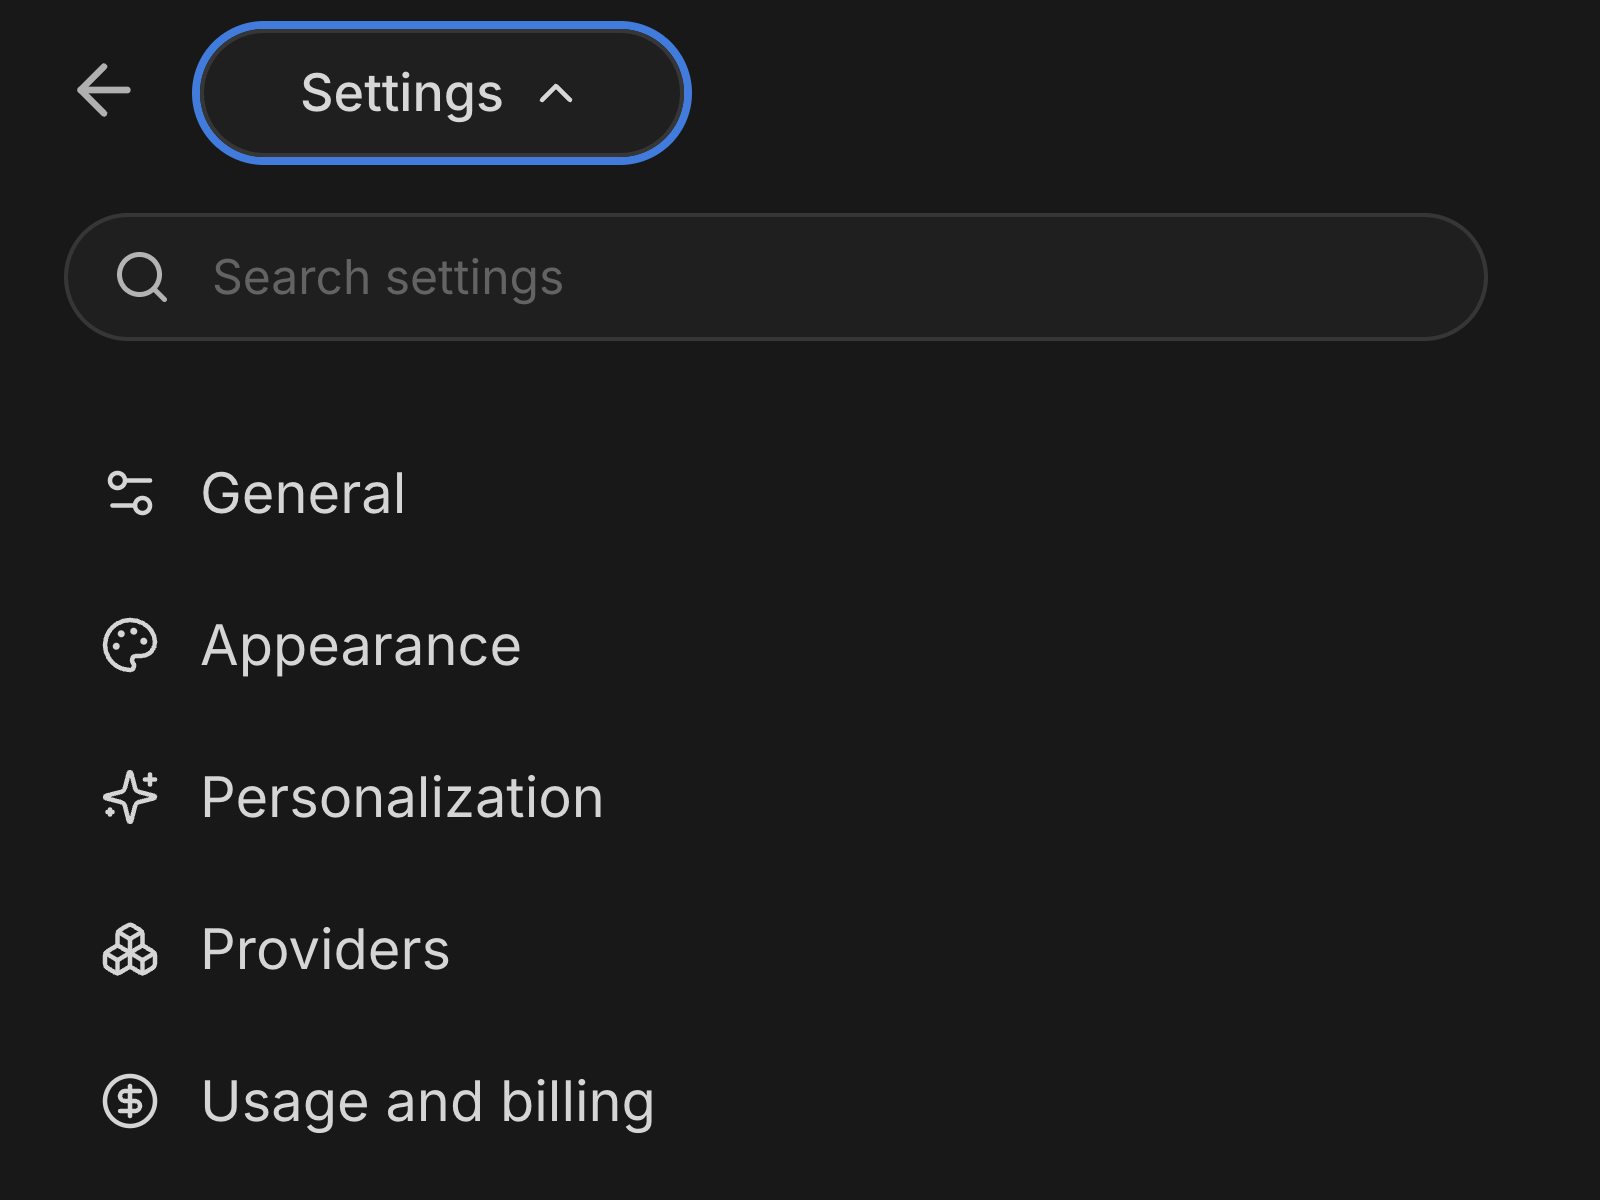 Settings
Search settings
General
Appearance
Personalization
Providers
Usage and billing